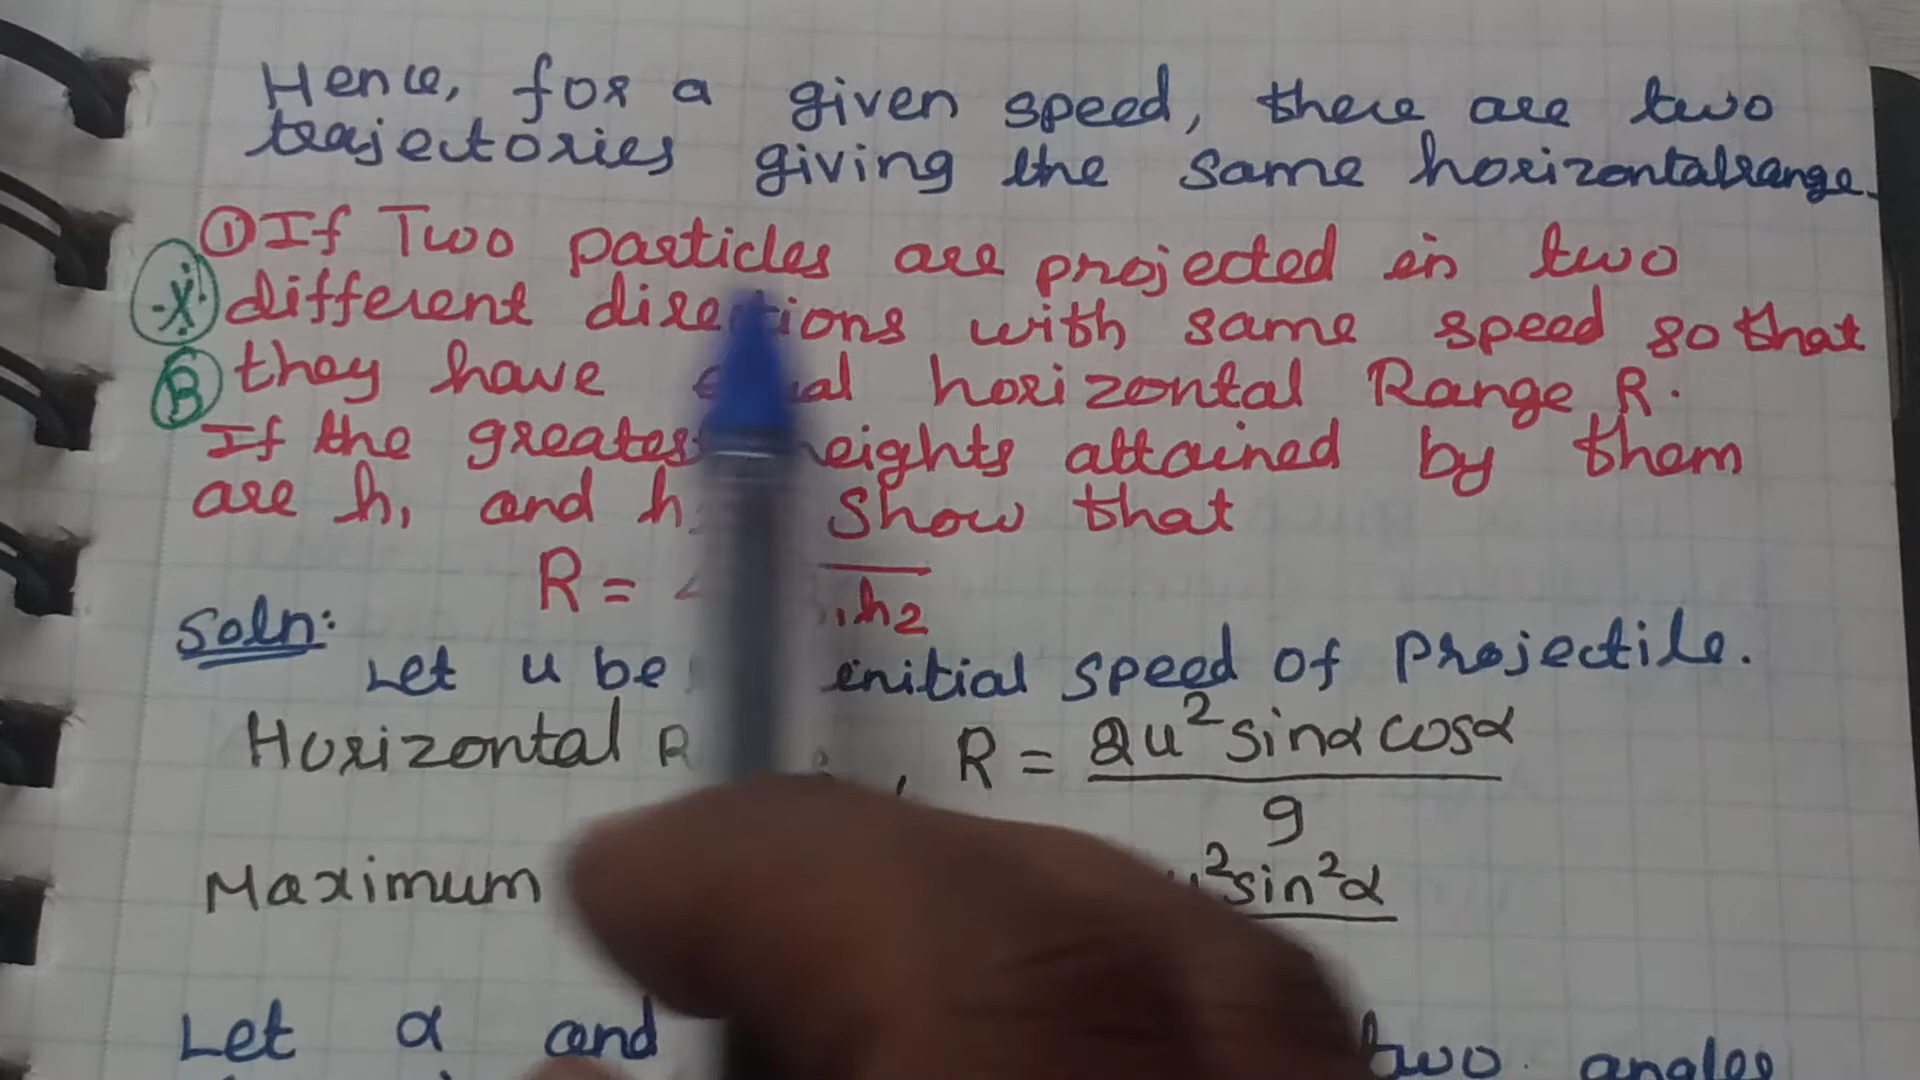 Hence, for a given speed, there are two
trajectories giving the same horizontal range.
① If Two particles are projected in two
different directions with same speed so that
B they have equal horizontal Range R.
If the greatest heights attained by them
are h₁ and h show that
R = h₂
Soln:
Let u be initial speed of projectile.
Horizontal R , R = 2u² sinα cosα
g
Maximum u² sin²α
Let α and two angles